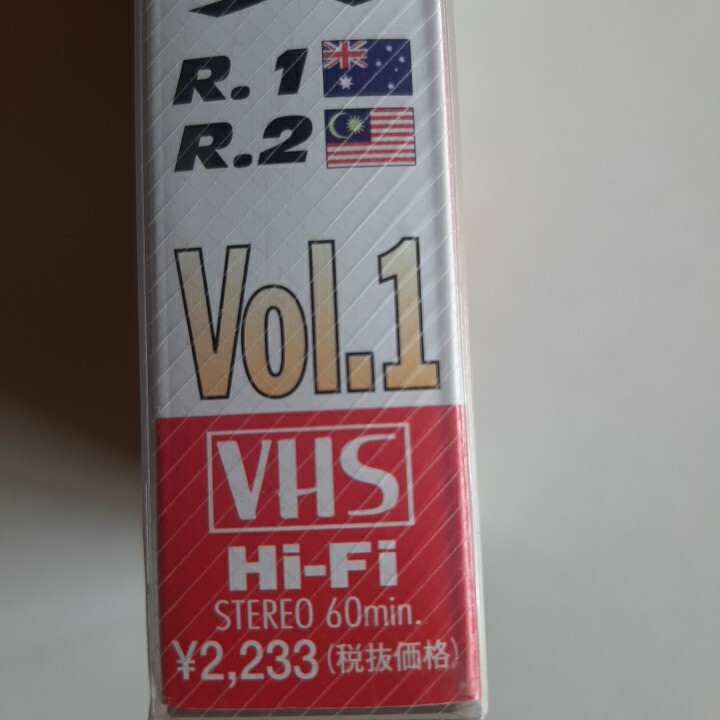 R.1
R.2
Vol.1
VHS
Hi-Fi
STEREO 60min.
¥2,233(税抜価格)